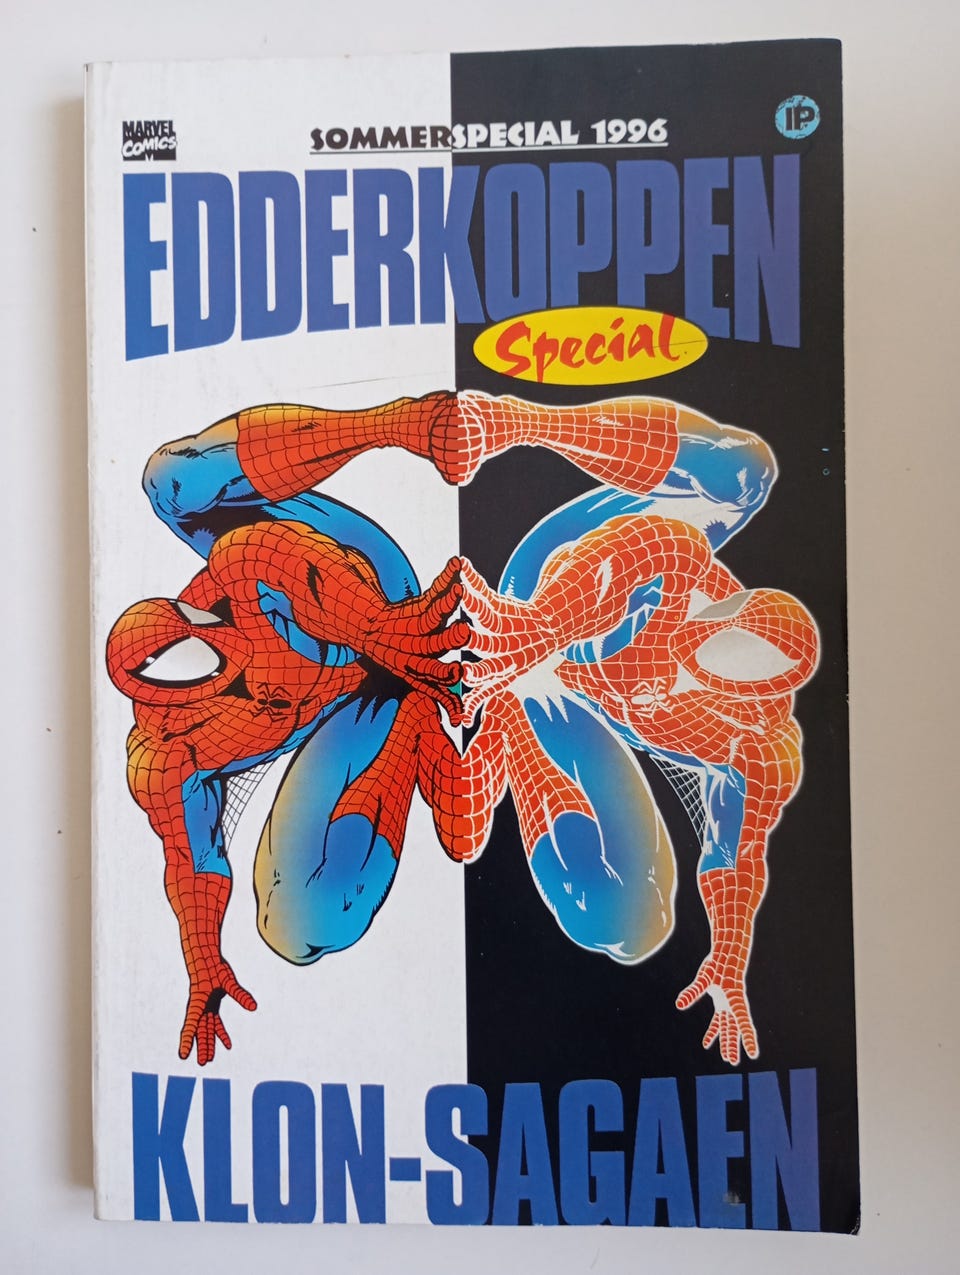 MARVEL
COMICS
SOMMERSPECIAL 1996
IP
EDDERKOPPEN
Special
KLON-SAGAEN